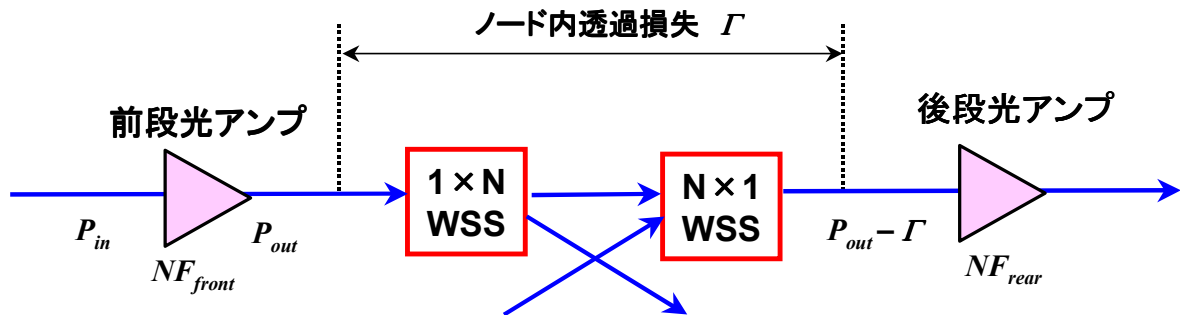 ノード内透過損失 Γ
前段光アンプ
後段光アンプ
1×N
WSS
N×1
WSS
P_in
P_out
P_out − Γ
NF_front
NF_rear